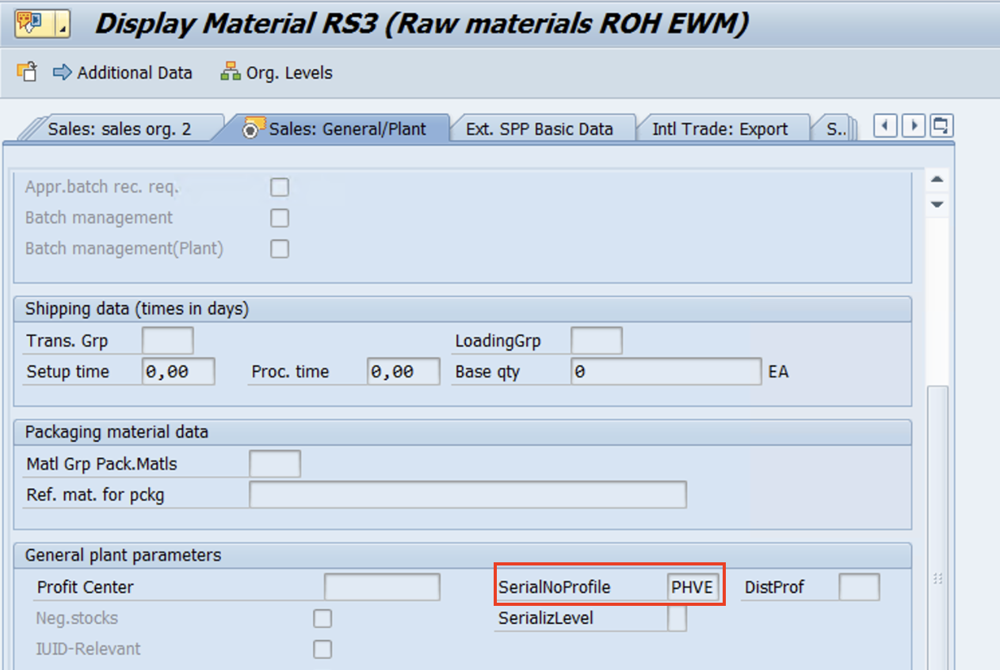 Display Material RS3 (Raw materials ROH EWM)
Additional Data Org. Levels
Sales: sales org. 2 Sales: General/Plant Ext. SPP Basic Data Intl Trade: Export S..
Appr.batch rec. req.
Batch management
Batch management(Plant)
Shipping data (times in days)
Trans. Grp LoadingGrp
Setup time 0,00 Proc. time 0,00 Base qty 0 EA
Packaging material data
Matl Grp Pack.Matls
Ref. mat. for pckg
General plant parameters
Profit Center SerialNoProfile PHVE DistProf
Neg.stocks SerializLevel
IUID-Relevant